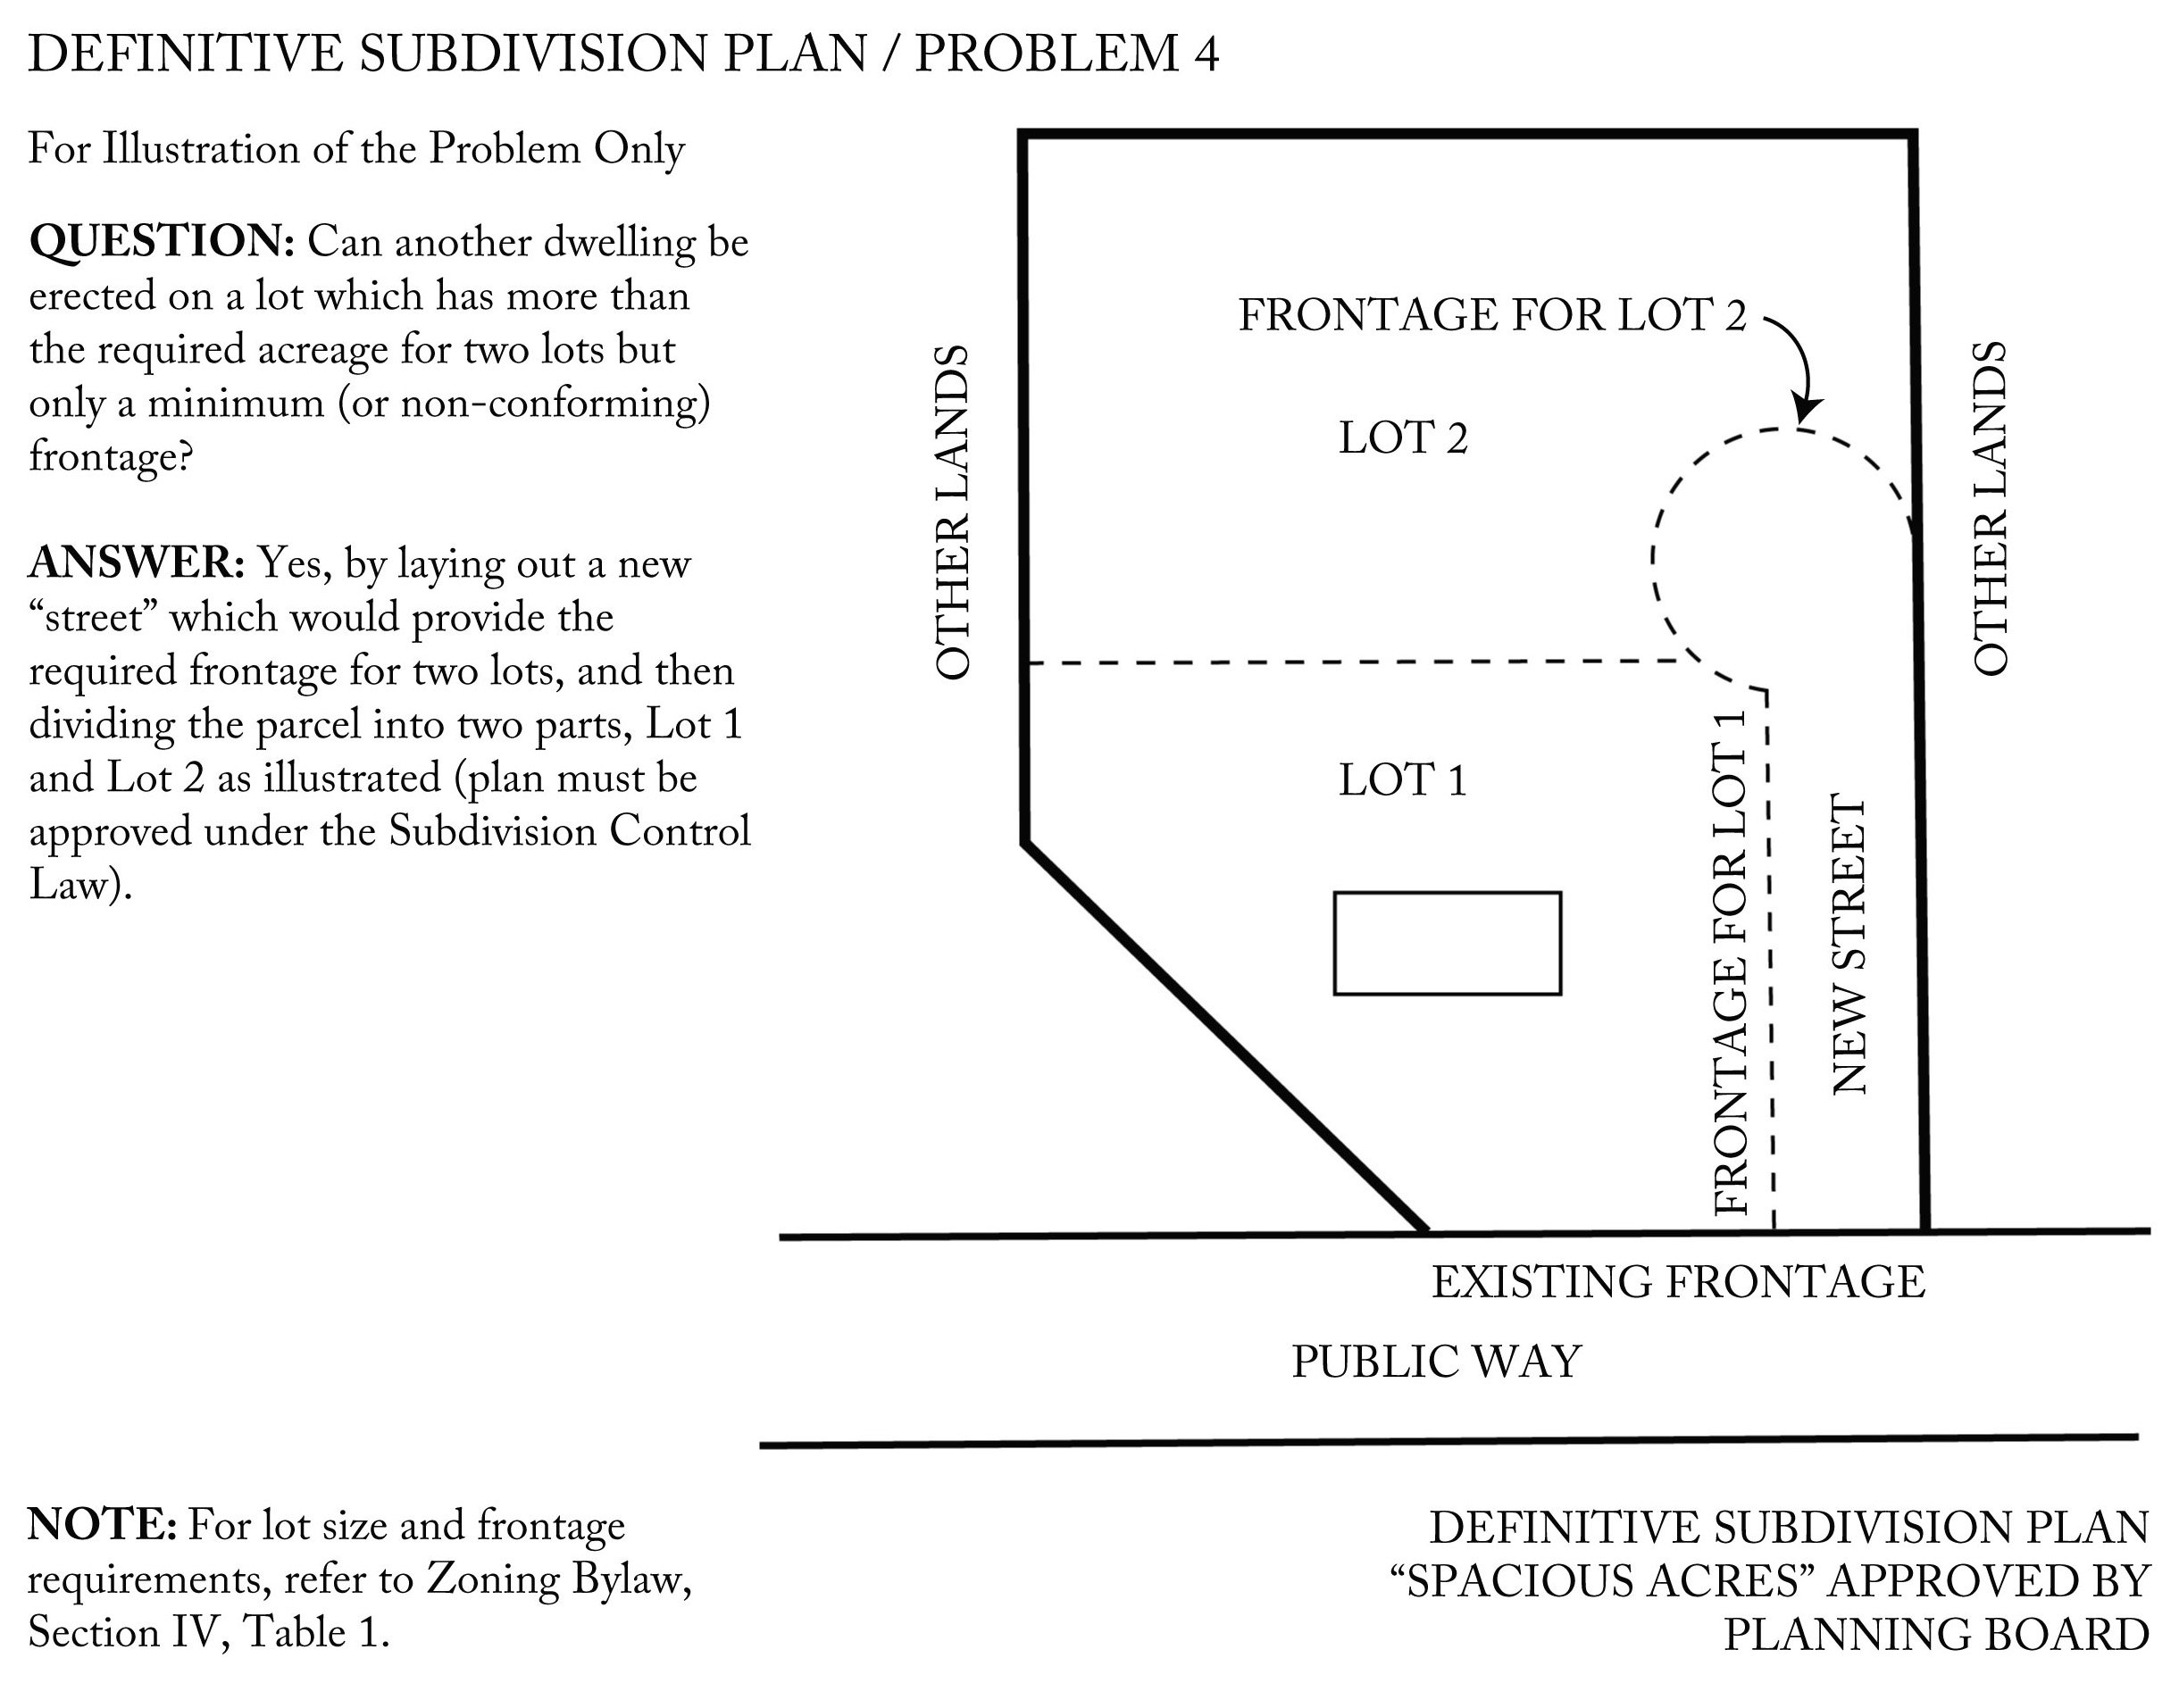 DEFINITIVE SUBDIVISION PLAN / PROBLEM 4
For Illustration of the Problem Only
QUESTION: Can another dwelling be
erected on a lot which has more than
the required acreage for two lots but
only a minimum (or non-conforming)
frontage?
ANSWER: Yes, by laying out a new
“street” which would provide the
required frontage for two lots, and then
dividing the parcel into two parts, Lot 1
and Lot 2 as illustrated (plan must be
approved under the Subdivision Control
Law).
OTHER LANDS
FRONTAGE FOR LOT 2
LOT 2
OTHER LANDS
LOT 1
FRONTAGE FOR LOT 1
NEW STREET
EXISTING FRONTAGE
PUBLIC WAY
NOTE: For lot size and frontage
requirements, refer to Zoning Bylaw,
Section IV, Table 1.
DEFINITIVE SUBDIVISION PLAN
“SPACIOUS ACRES” APPROVED BY
PLANNING BOARD